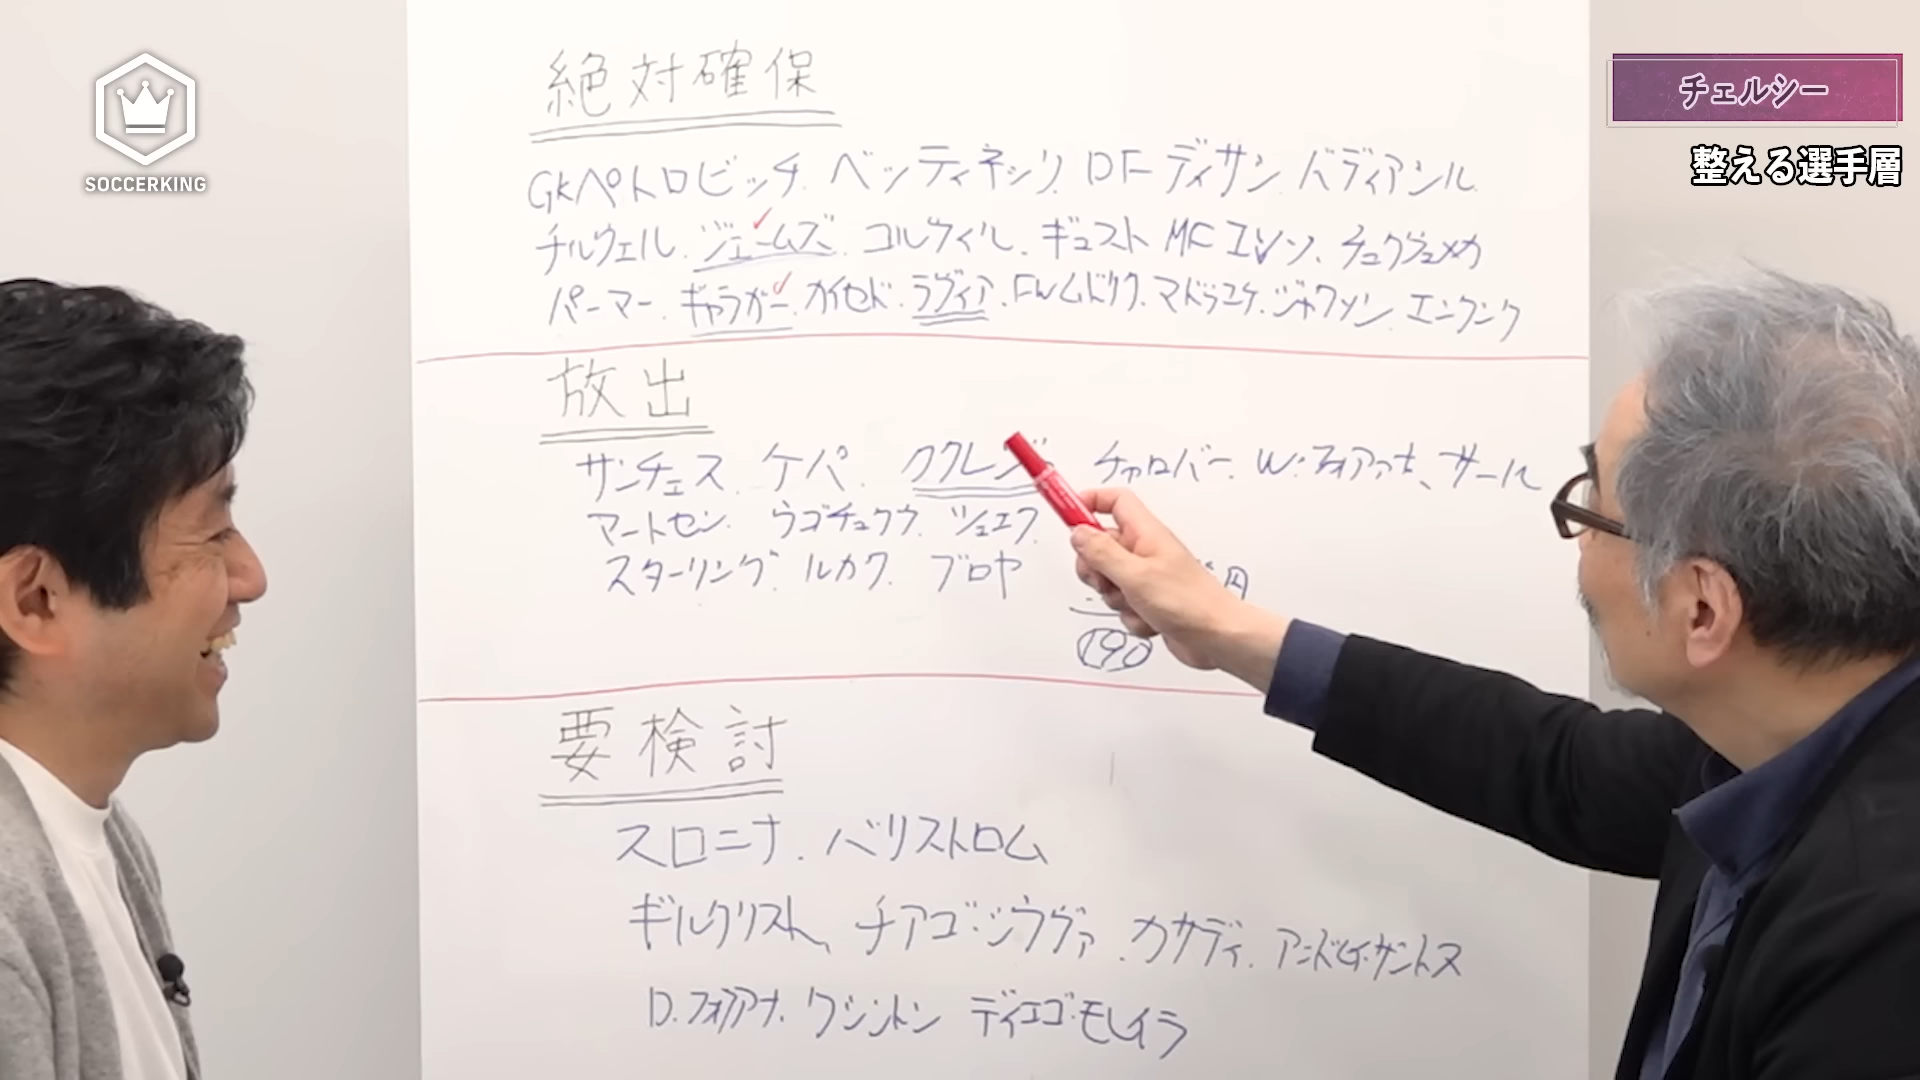 SOCCERKING
チェルシー
整える選手層
絶対確保
GKペトロビッチ. ベッティネッリ. DFディサシ. バディアシル
チルウェル. ジェームズ. コルウィル. ギュスト MFエンソ、チュクウメカ
パーマー. ギャラガー. カイセド. ラヴィア. FWムドリク. マドゥエケ. ジャクソン. エンクンク
放出
サンチェス. ケパ. ククレジ チャロバー. W・フォファナ、サール
マートセン. ウゴチュクウ. ツィエク.
スターリング. ルカク. ブロヤ
円
190
要検討
スロニナ. ベリストロム
ギルクリスト、チアゴ・シウヴァ. カサディ. アンドレイ・サントス
D.フォファナ. ワシントン ディエゴ・モレイラ